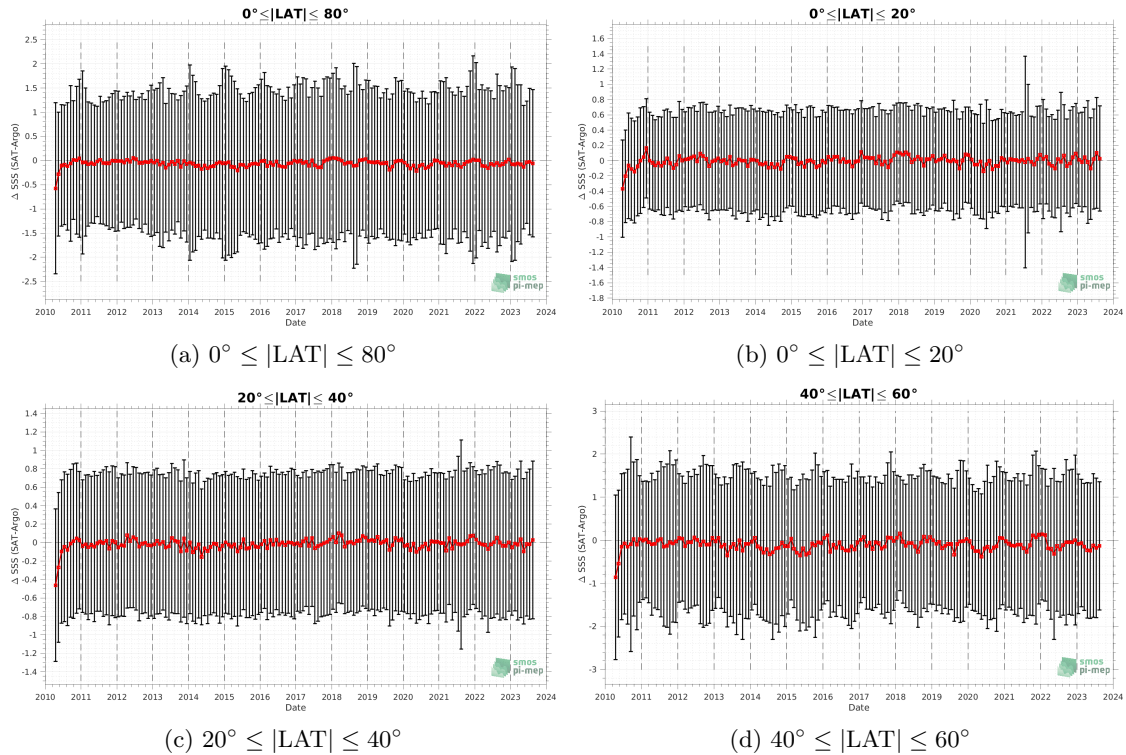 0°≤|LAT|≤ 80°
2.5
2
1.5
1
0.5
0
-0.5
-1
-1.5
-2
-2.5
Δ SSS (SAT-Argo)
smos
pi-mep
2010 2011 2012 2013 2014 2015 2016 2017 2018 2019 2020 2021 2022 2023 2024
Date
(a) 0° ≤ |LAT| ≤ 80°
0°≤|LAT|≤ 20°
1.6
1.4
1.2
1
0.8
0.6
0.4
0.2
0
-0.2
-0.4
-0.6
-0.8
-1
-1.2
-1.4
-1.6
-1.8
Δ SSS (SAT-Argo)
smos
pi-mep
2010 2011 2012 2013 2014 2015 2016 2017 2018 2019 2020 2021 2022 2023 2024
Date
(b) 0° ≤ |LAT| ≤ 20°
20°≤|LAT|≤ 40°
1.4
1.2
1
0.8
0.6
0.4
0.2
0
-0.2
-0.4
-0.6
-0.8
-1
-1.2
-1.4
Δ SSS (SAT-Argo)
smos
pi-mep
2010 2011 2012 2013 2014 2015 2016 2017 2018 2019 2020 2021 2022 2023 2024
Date
(c) 20° ≤ |LAT| ≤ 40°
40°≤|LAT|≤ 60°
3
2
1
0
-1
-2
-3
Δ SSS (SAT-Argo)
smos
pi-mep
2010 2011 2012 2013 2014 2015 2016 2017 2018 2019 2020 2021 2022 2023 2024
Date
(d) 40° ≤ |LAT| ≤ 60°